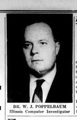 DR. W. J. POPPELBAUM
Illinois Computer Investigator